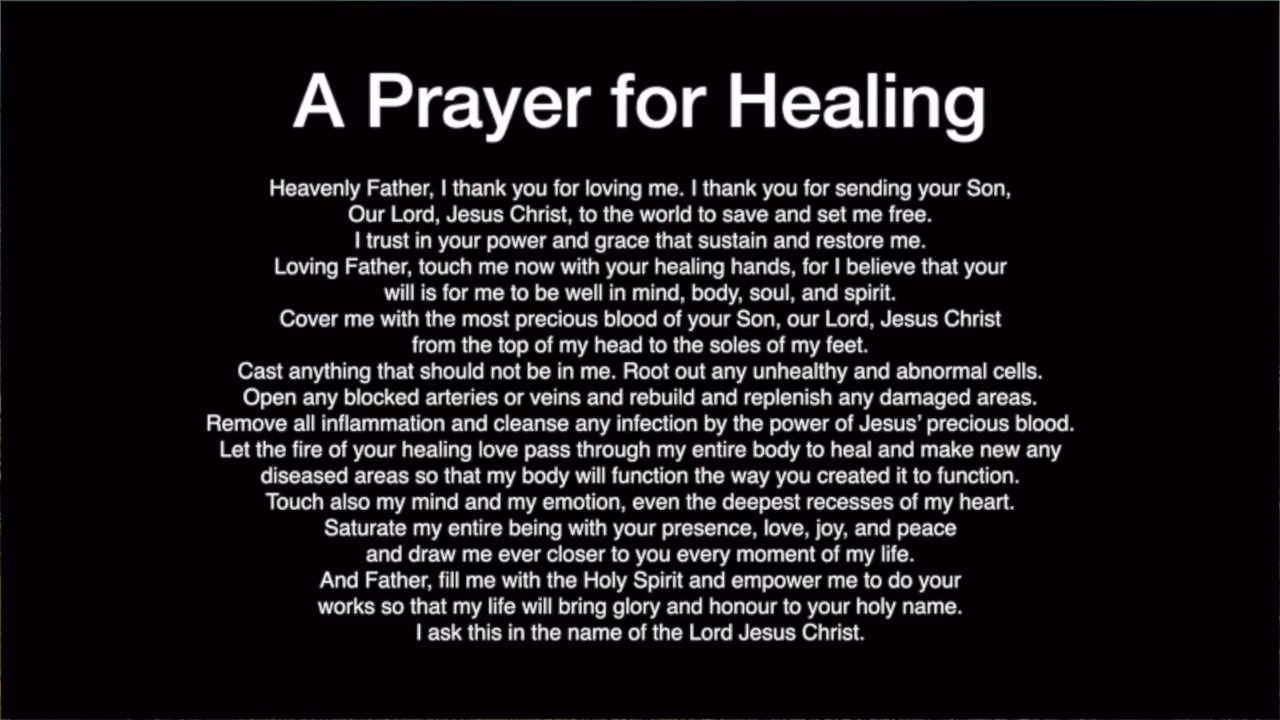 A Prayer for Healing
Heavenly Father, I thank you for loving me. I thank you for sending your Son,
Our Lord, Jesus Christ, to the world to save and set me free.
I trust in your power and grace that sustain and restore me.
Loving Father, touch me now with your healing hands, for I believe that your
will is for me to be well in mind, body, soul, and spirit.
Cover me with the most precious blood of your Son, our Lord, Jesus Christ
from the top of my head to the soles of my feet.
Cast anything that should not be in me. Root out any unhealthy and abnormal cells.
Open any blocked arteries or veins and rebuild and replenish any damaged areas.
Remove all inflammation and cleanse any infection by the power of Jesus’ precious blood.
Let the fire of your healing love pass through my entire body to heal and make new any
diseased areas so that my body will function the way you created it to function.
Touch also my mind and my emotion, even the deepest recesses of my heart.
Saturate my entire being with your presence, love, joy, and peace
and draw me ever closer to you every moment of my life.
And Father, fill me with the Holy Spirit and empower me to do your
works so that my life will bring glory and honour to your holy name.
I ask this in the name of the Lord Jesus Christ.